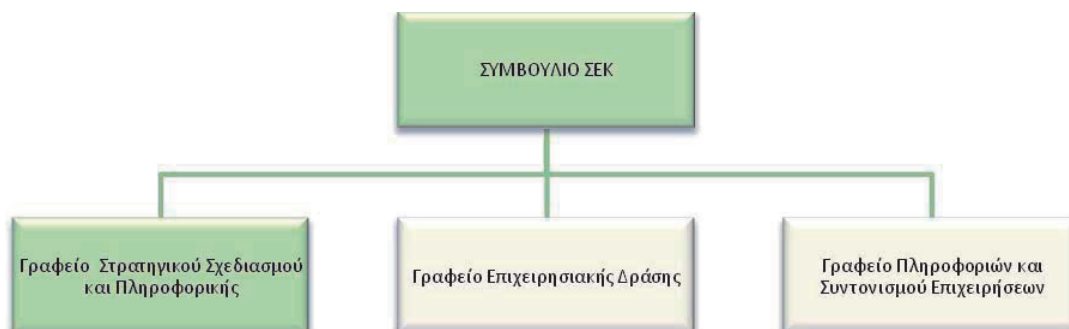 ΣΥΜΒΟΥΛΙΟ ΣΕΚ
Γραφείο Στρατηγικού Σχεδιασμού
και Πληροφορικής
Γραφείο Επιχειρησιακής Δράσης
Γραφείο Πληροφοριών και
Συντονισμού Επιχειρήσεων